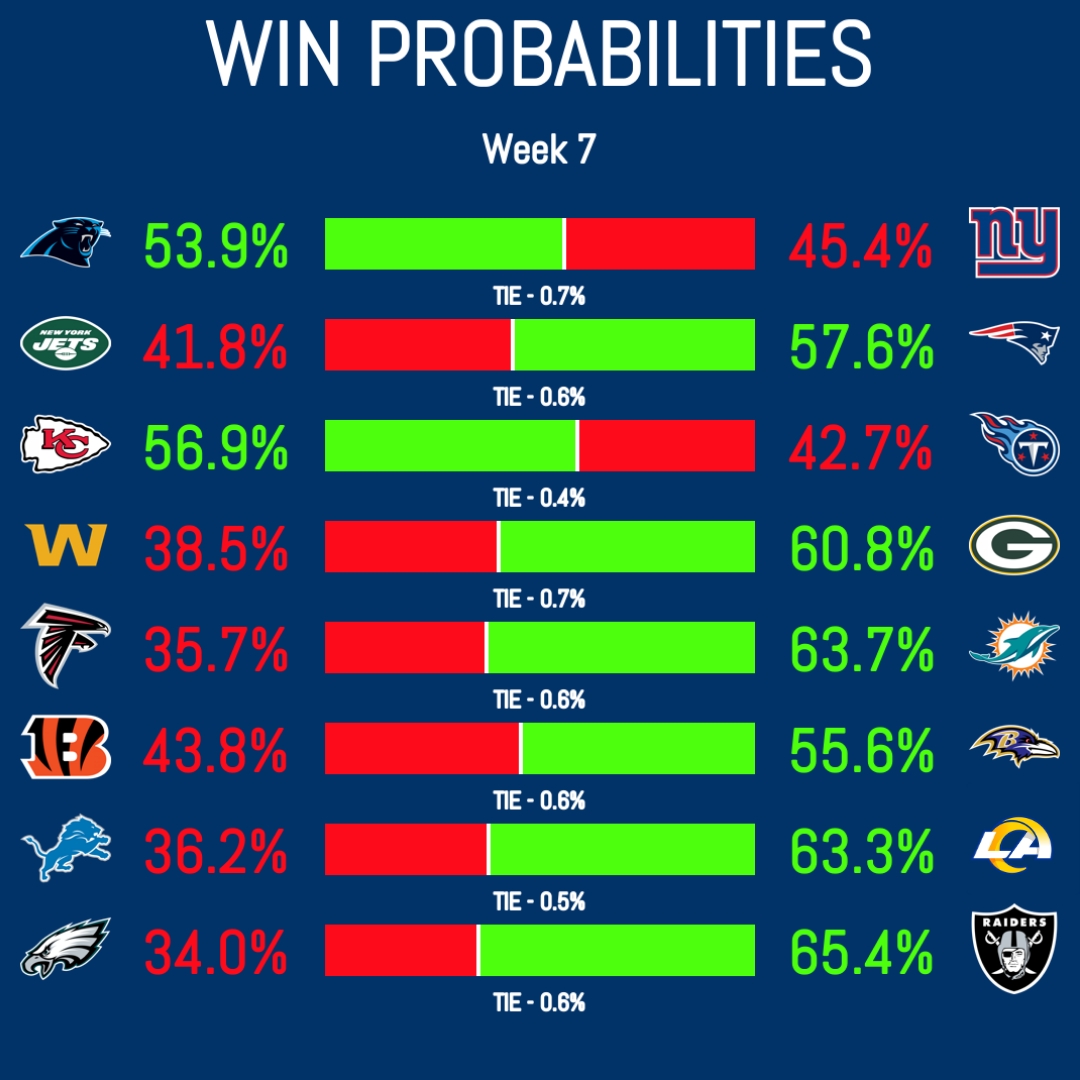 WIN PROBABILITIES
Week 7
53.9% 45.4% ny
TIE - 0.7%
NEW YORK
JETS 41.8% 57.6%
TIE - 0.6%
KC 56.9% 42.7% T
TIE - 0.4%
W 38.5% 60.8% G
TIE - 0.7%
35.7% 63.7%
TIE - 0.6%
B 43.8% 55.6% B
TIE - 0.6%
36.2% 63.3% LA
TIE - 0.5%
34.0% 65.4% RAIDERS
TIE - 0.6%